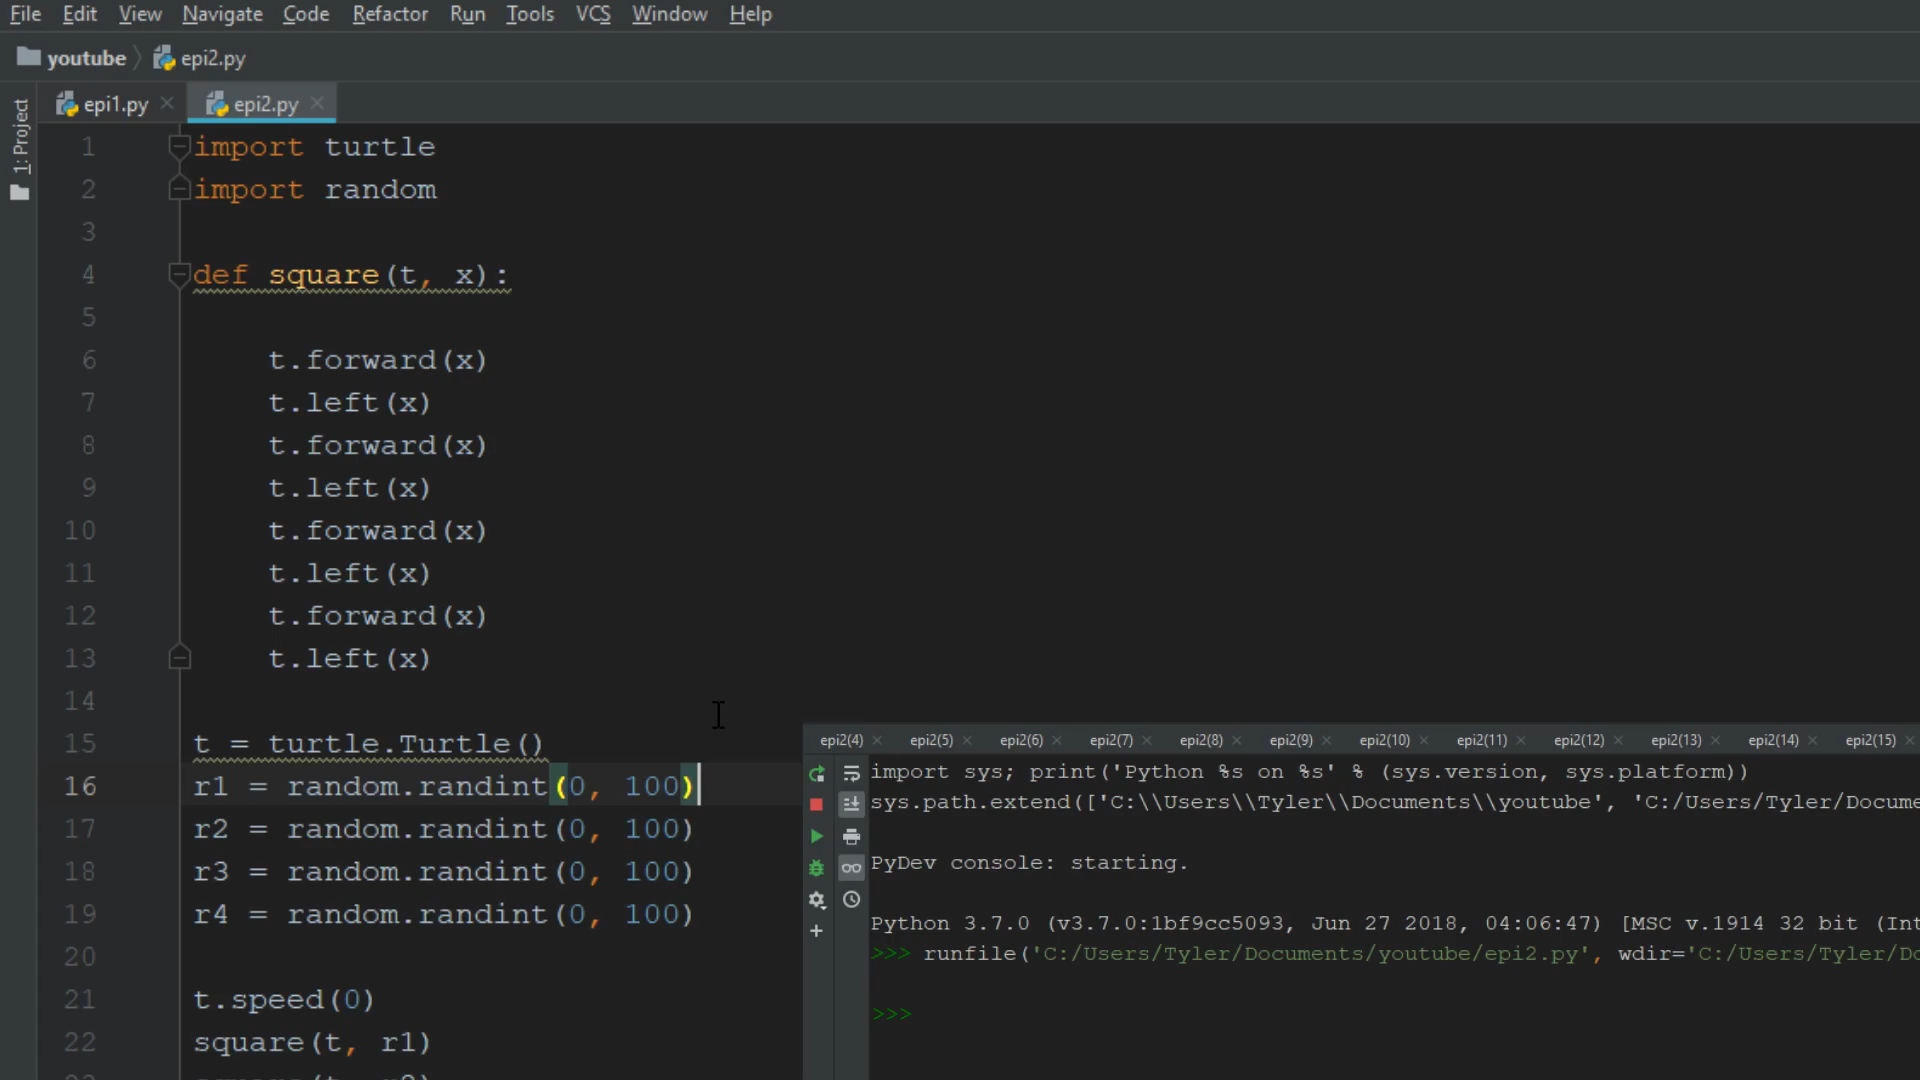 File Edit View Navigate Code Refactor Run Tools VCS Window Help
youtube epi2.py
epi1.py epi2.py
1: Project
1 import turtle
2 import random
3
4 def square(t, x):
5
6 t.forward(x)
7 t.left(x)
8 t.forward(x)
9 t.left(x)
10 t.forward(x)
11 t.left(x)
12 t.forward(x)
13 t.left(x)
14
15 t = turtle.Turtle()
16 r1 = random.randint(0, 100)
17 r2 = random.randint(0, 100)
18 r3 = random.randint(0, 100)
19 r4 = random.randint(0, 100)
20
21 t.speed(0)
22 square(t, r1)
epi2(4) epi2(5) epi2(6) epi2(7) epi2(8) epi2(9) epi2(10) epi2(11) epi2(12) epi2(13) epi2(14) epi2(15)
import sys; print('Python %s on %s' % (sys.version, sys.platform))
sys.path.extend(['C:\\Users\\Tyler\\Documents\\youtube', 'C:/Users/Tyler/Docume
PyDev console: starting.
Python 3.7.0 (v3.7.0:1bf9cc5093, Jun 27 2018, 04:06:47) [MSC v.1914 32 bit (Int
>>> runfile('C:/Users/Tyler/Documents/youtube/epi2.py', wdir='C:/Users/Tyler/Do
>>>